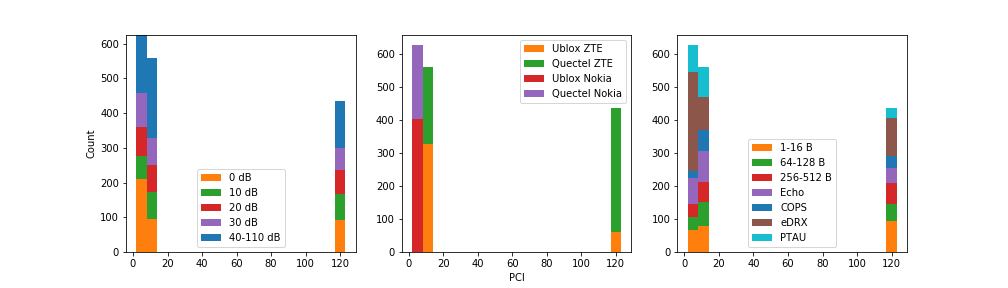 Count
600
500
400
300
200
100
0
0 20 40 60 80 100 120
0 dB
10 dB
20 dB
30 dB
40-110 dB
600
500
400
300
200
100
0
0 20 40 60 80 100 120
PCI
Ublox ZTE
Quectel ZTE
Ublox Nokia
Quectel Nokia
600
500
400
300
200
100
0
0 20 40 60 80 100 120
1-16 B
64-128 B
256-512 B
Echo
COPS
eDRX
PTAU